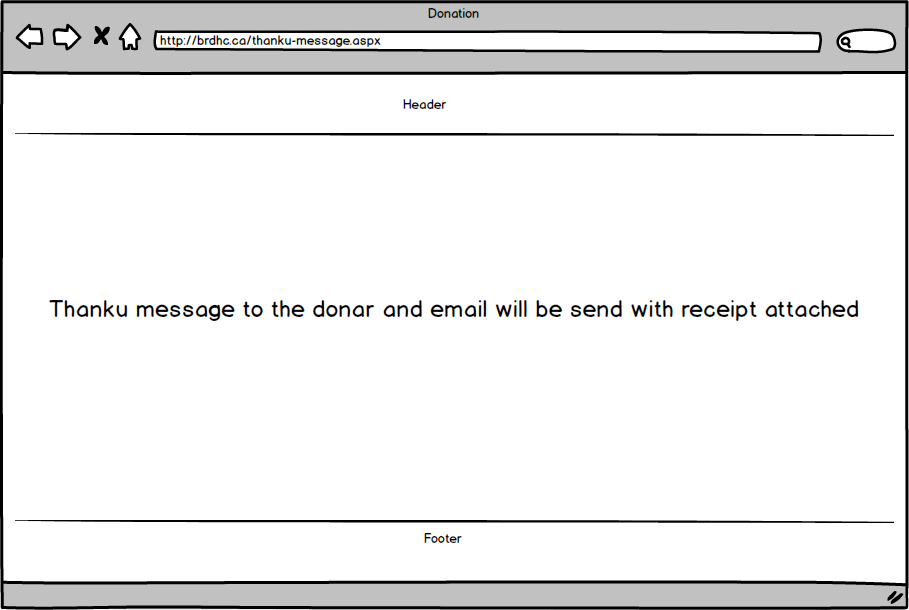 Donation
http://brdhc.ca/thanku-message.aspx
Header
Thanku message to the donar and email will be send with receipt attached
Footer